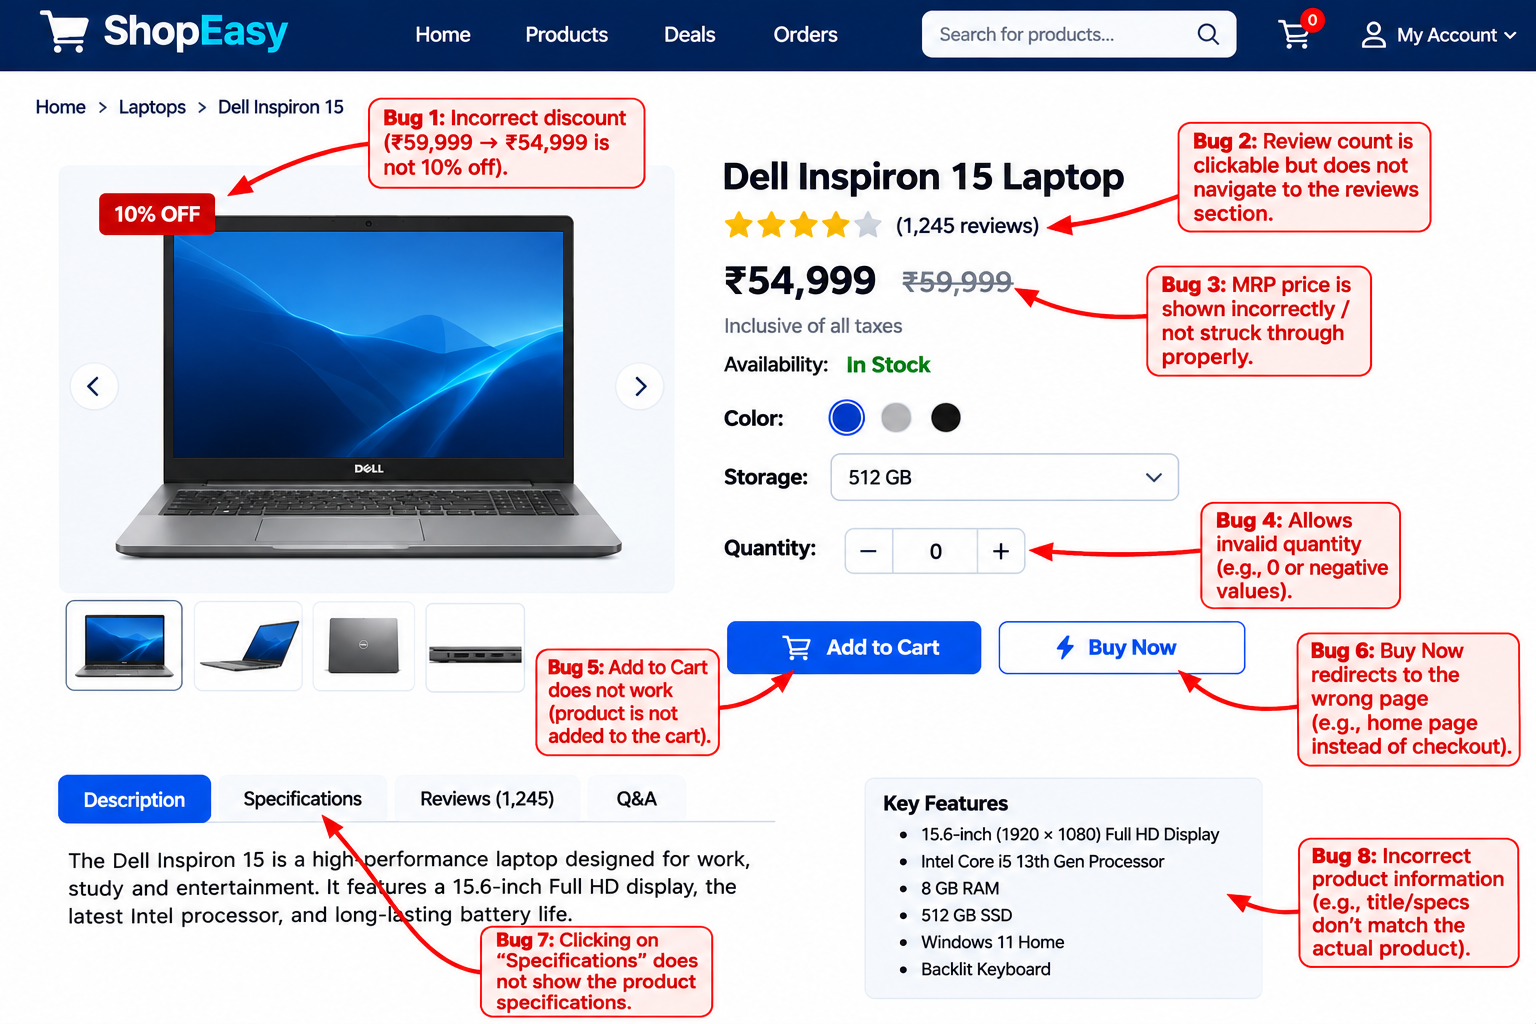 ShopEasy
Home
Products
Deals
Orders
Search for products...
0
My Account
Home > Laptops > Dell Inspiron 15
Bug 1: Incorrect discount
(₹59,999 → ₹54,999 is
not 10% off).
10% OFF
DELL
Dell Inspiron 15 Laptop
(1,245 reviews)
Bug 2: Review count is
clickable but does not
navigate to the reviews
section.
₹54,999
₹59,999
Bug 3: MRP price is
shown incorrectly /
not struck through
properly.
Inclusive of all taxes
Availability: In Stock
Color:
Storage: 512 GB
Quantity: − 0 +
Bug 4: Allows
invalid quantity
(e.g., 0 or negative
values).
Add to Cart
Buy Now
Bug 5: Add to Cart
does not work
(product is not
added to the cart).
Bug 6: Buy Now
redirects to the
wrong page
(e.g., home page
instead of checkout).
Description
Specifications
Reviews (1,245)
Q&A
The Dell Inspiron 15 is a high-performance laptop designed for work,
study and entertainment. It features a 15.6-inch Full HD display, the
latest Intel processor, and long-lasting battery life.
Bug 7: Clicking on
“Specifications” does
not show the product
specifications.
Key Features
• 15.6-inch (1920 × 1080) Full HD Display
• Intel Core i5 13th Gen Processor
• 8 GB RAM
• 512 GB SSD
• Windows 11 Home
• Backlit Keyboard
Bug 8: Incorrect
product information
(e.g., title/specs
don’t match the
actual product).